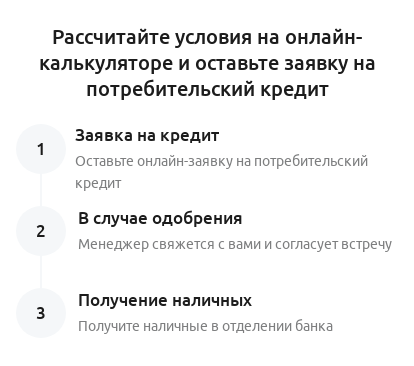 Рассчитайте условия на онлайн-
калькуляторе и оставьте заявку на
потребительский кредит
1
Заявка на кредит
Оставьте онлайн-заявку на потребительский
кредит
2
В случае одобрения
Менеджер свяжется с вами и согласует встречу
3
Получение наличных
Получите наличные в отделении банка